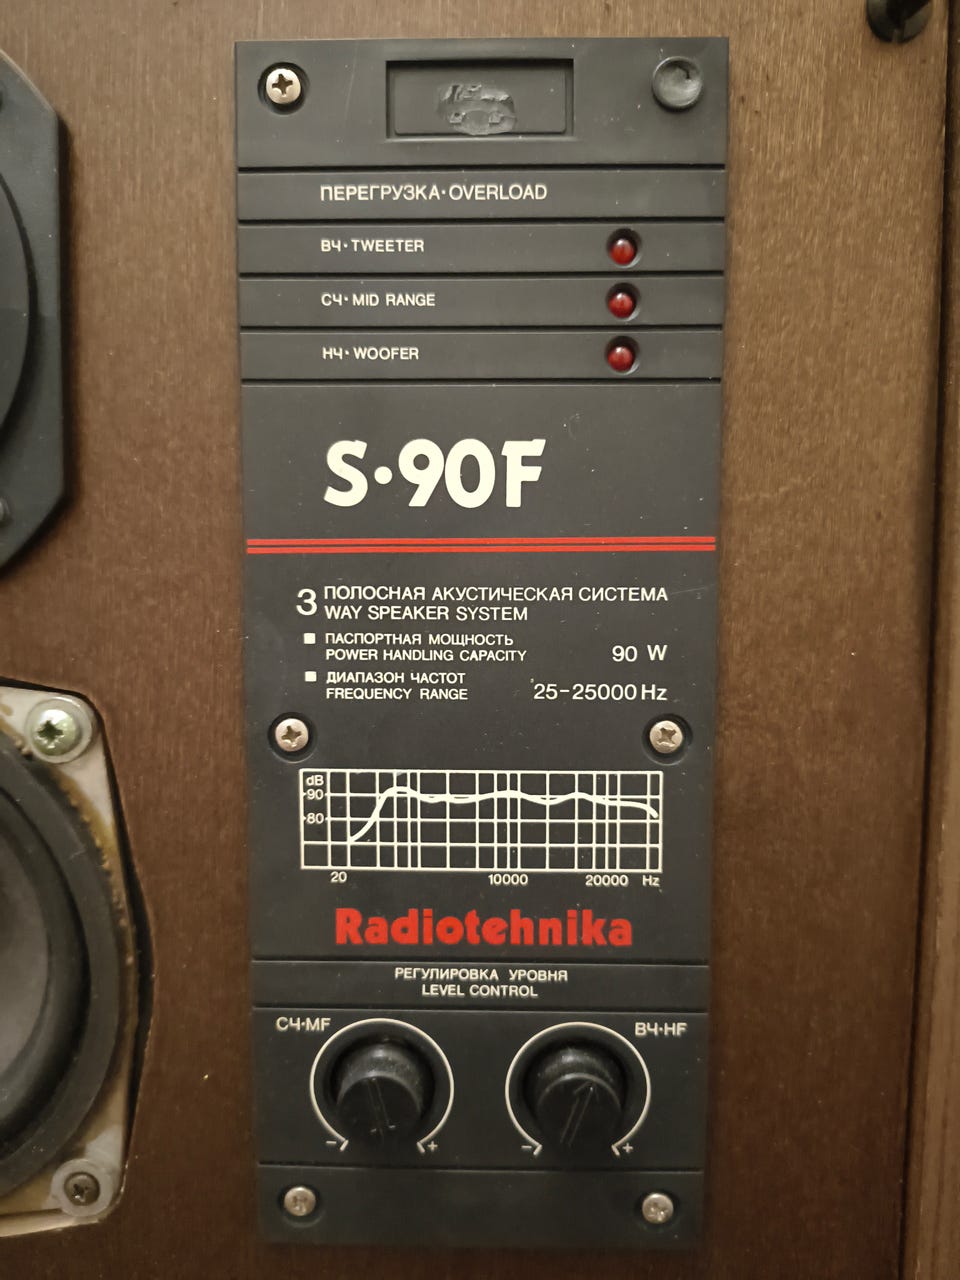 ПЕРЕГРУЗКА·OVERLOAD
ВЧ·TWEETER
СЧ·MID RANGE
НЧ·WOOFER
S·90F
3 ПОЛОСНАЯ АКУСТИЧЕСКАЯ СИСТЕМА
WAY SPEAKER SYSTEM
ПАСПОРТНАЯ МОЩНОСТЬ
POWER HANDLING CAPACITY 90 W
ДИАПАЗОН ЧАСТОТ
FREQUENCY RANGE 25-25000 Hz
dB
90
80
20 10000 20000 Hz
Radiotehnika
РЕГУЛИРОВКА УРОВНЯ
LEVEL CONTROL
СЧ·MF ВЧ·HF
- + - +